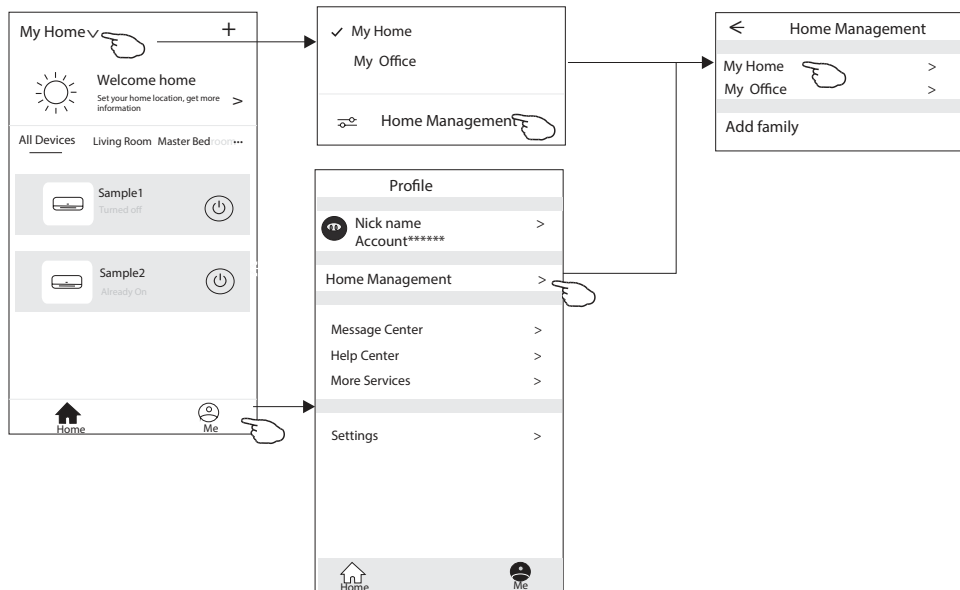 My Home
+
Welcome home
Set your home location, get more
information
>
All Devices Living Room Master Bedroom
Sample1
Turned off
Sample2
Already On
Home
Me
✓ My Home
My Office
Home Management
Profile
Nick name >
Account******
Home Management >
Message Center >
Help Center >
More Services >
Settings >
Home
Me
Home Management
My Home >
My Office >
Add family